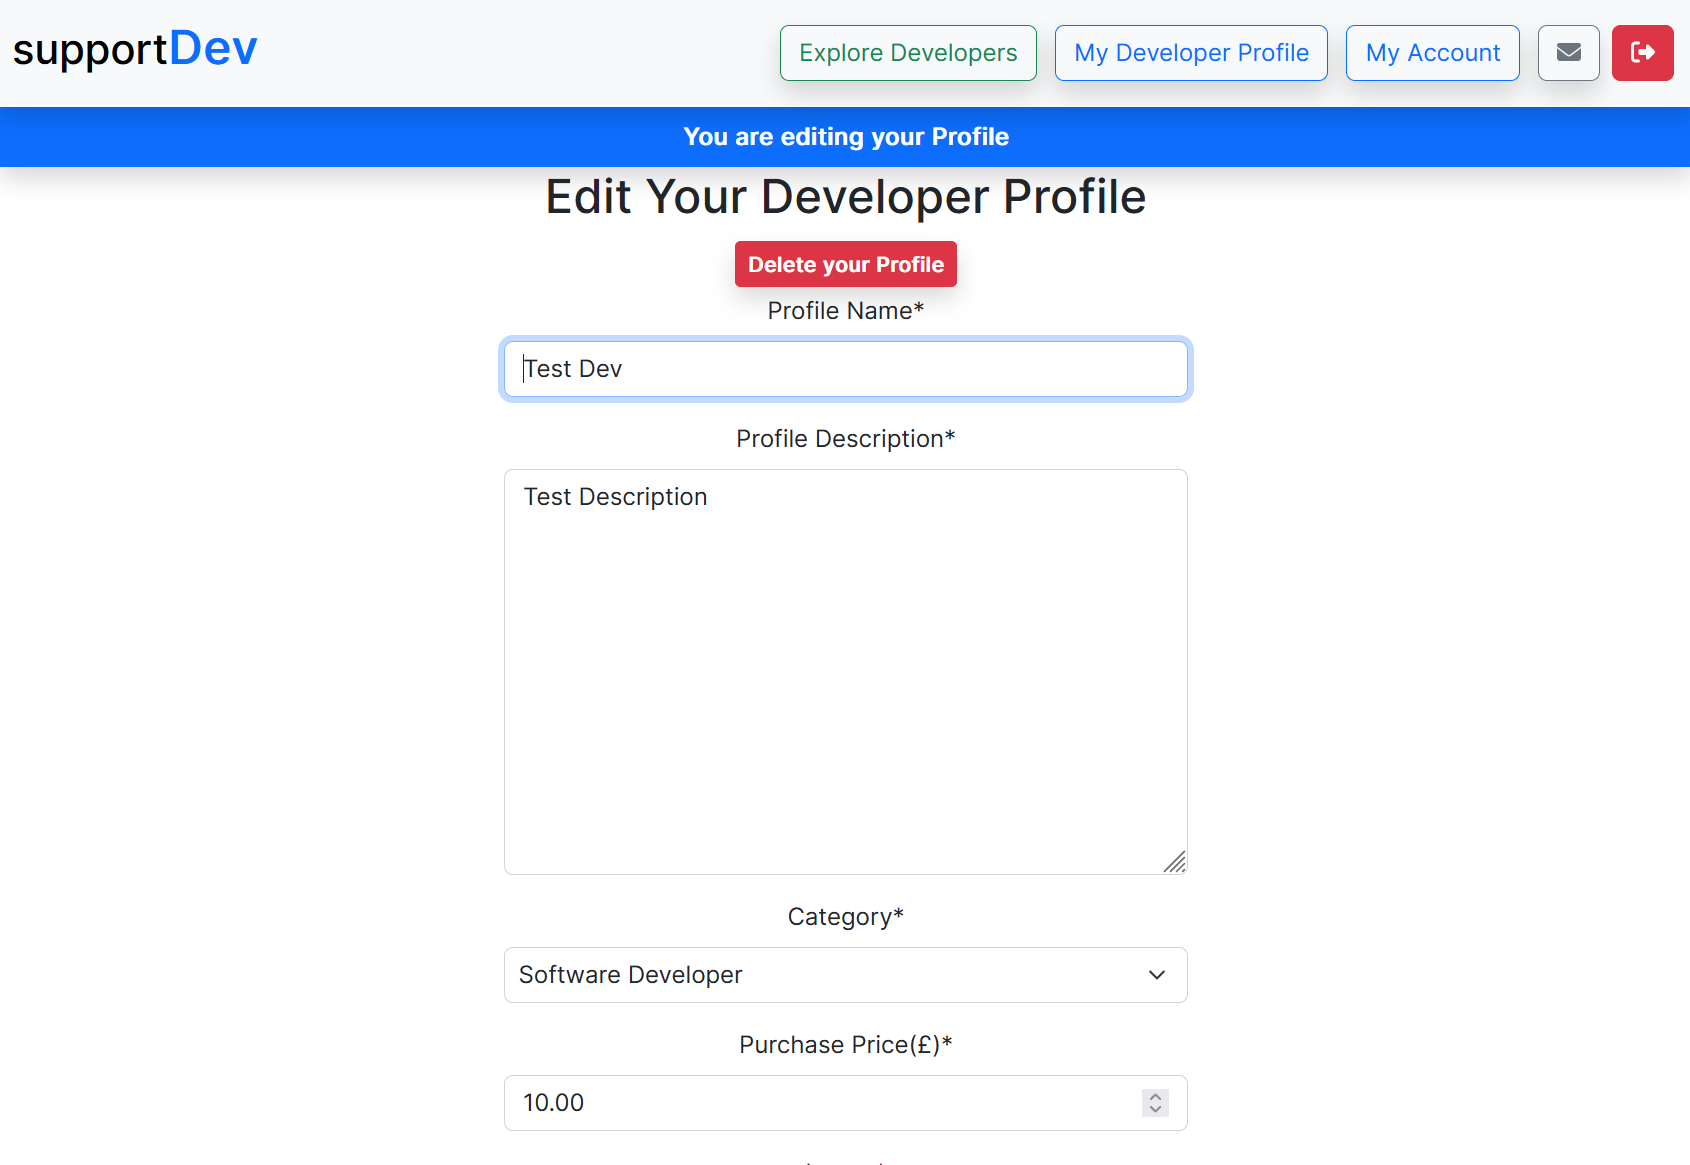 supportDev
Explore Developers
My Developer Profile
My Account
You are editing your Profile
Edit Your Developer Profile
Delete your Profile
Profile Name*
Test Dev
Profile Description*
Test Description
Category*
Software Developer
Purchase Price(£)*
10.00